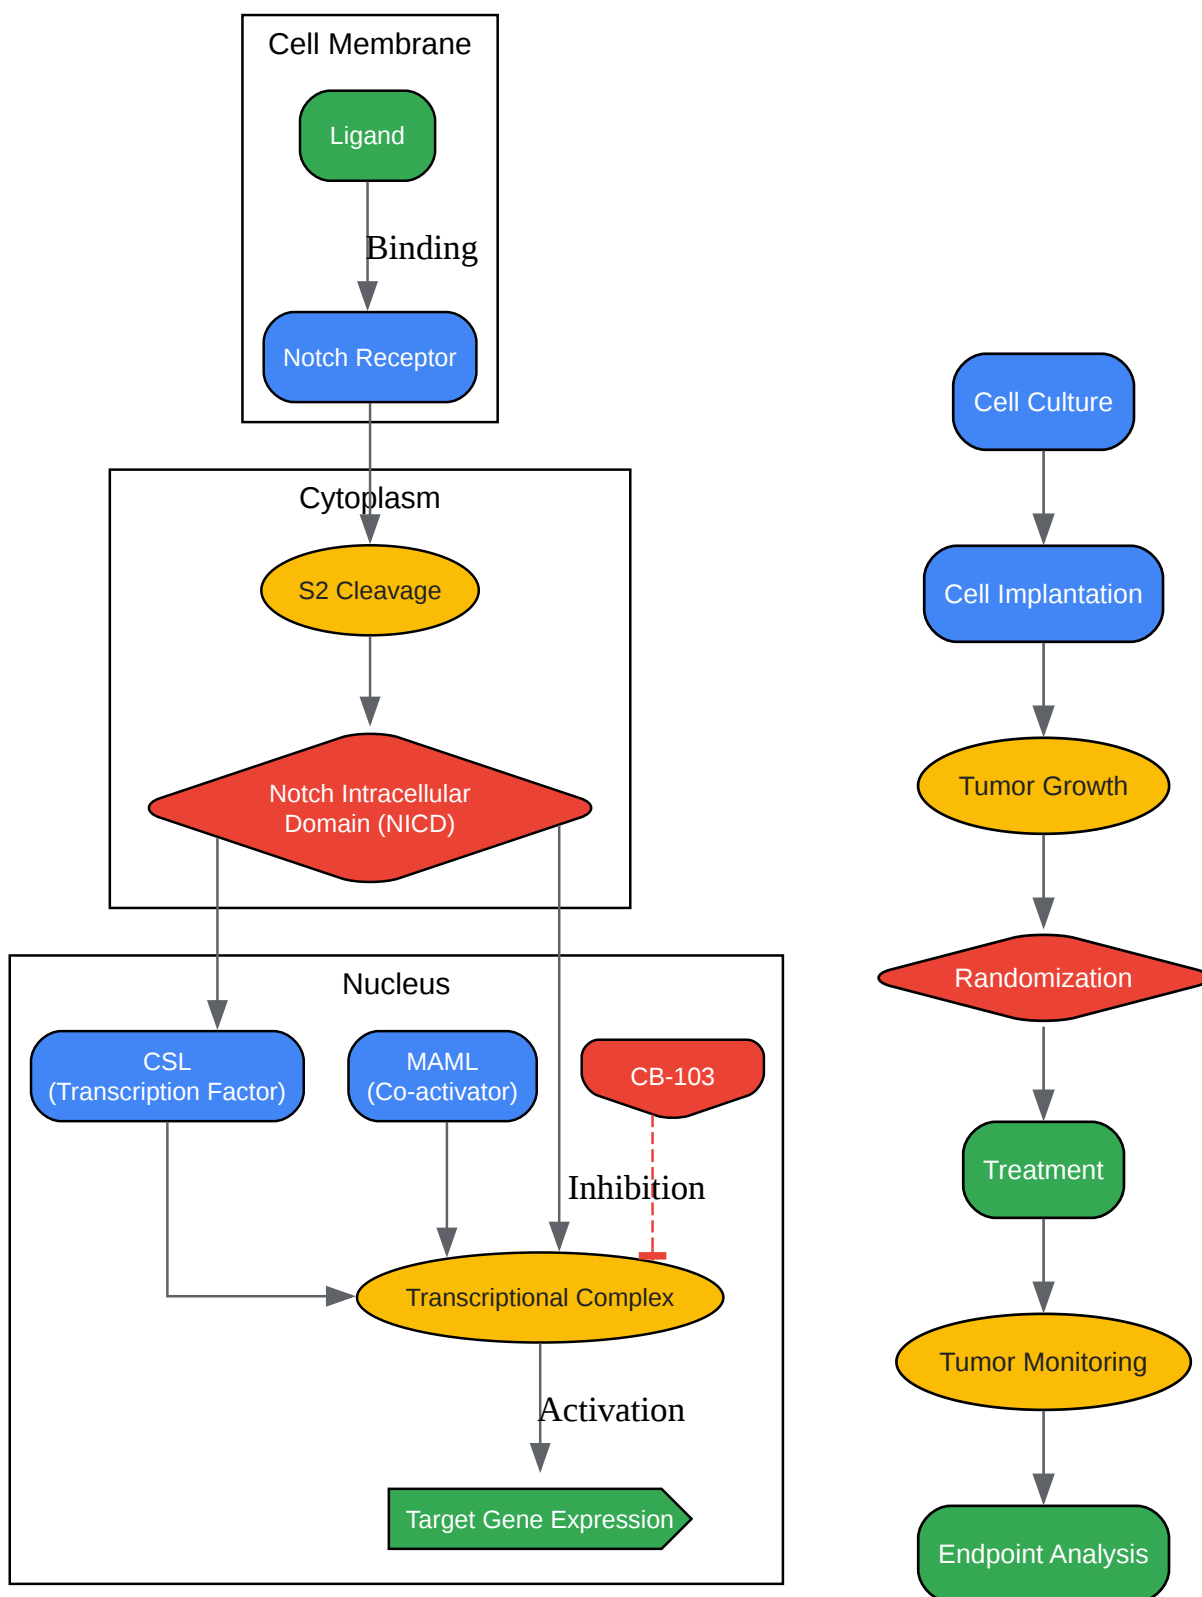 Cell Membrane
Ligand
Binding
Notch Receptor
Cytoplasm
S2 Cleavage
Notch Intracellular
Domain (NICD)
Nucleus
CSL
(Transcription Factor)
MAML
(Co-activator)
CB-103
Inhibition
Transcriptional Complex
Activation
Target Gene Expression
Cell Culture
Cell Implantation
Tumor Growth
Randomization
Treatment
Tumor Monitoring
Endpoint Analysis